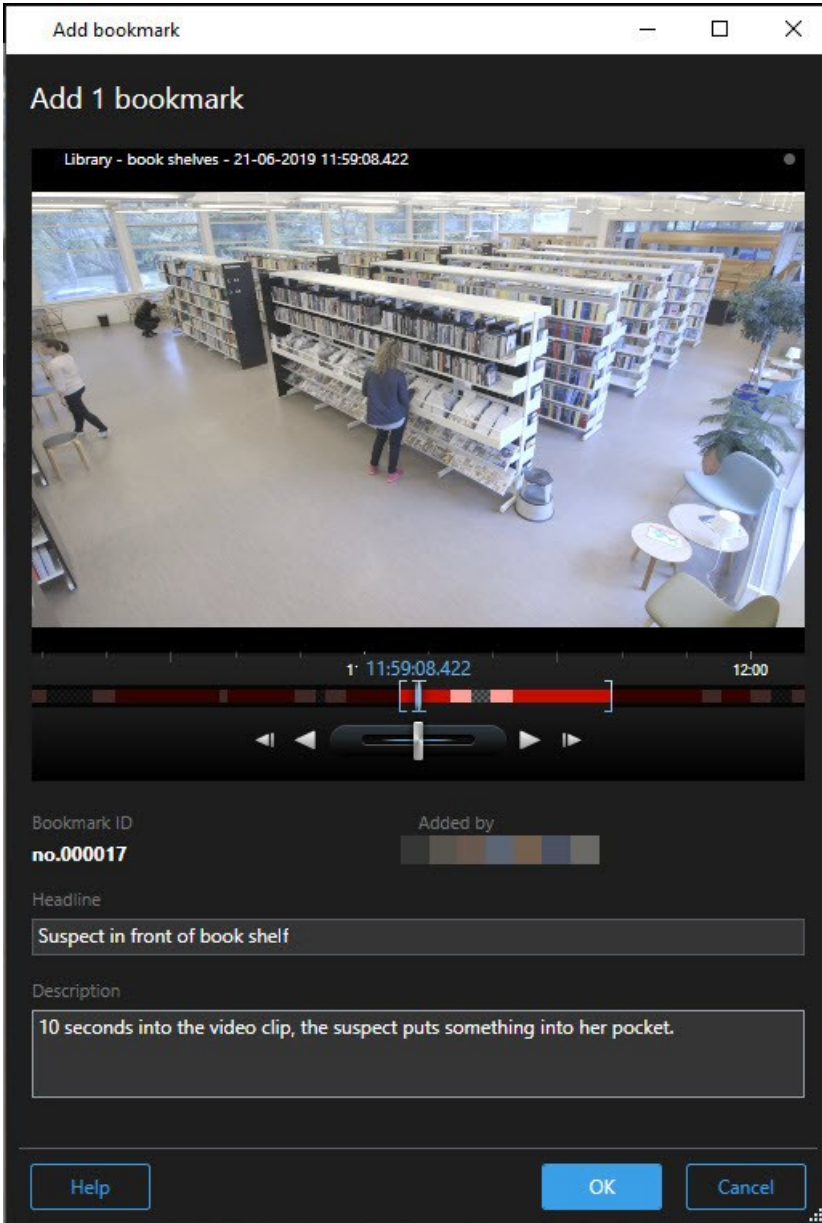 Add bookmark
Add 1 bookmark
Library - book shelves - 21-06-2019 11:59:08.422
11:59:08.422
12:00
Bookmark ID
Added by
no.000017
Headline
Suspect in front of book shelf
Description
10 seconds into the video clip, the suspect puts something into her pocket.
Help
OK
Cancel